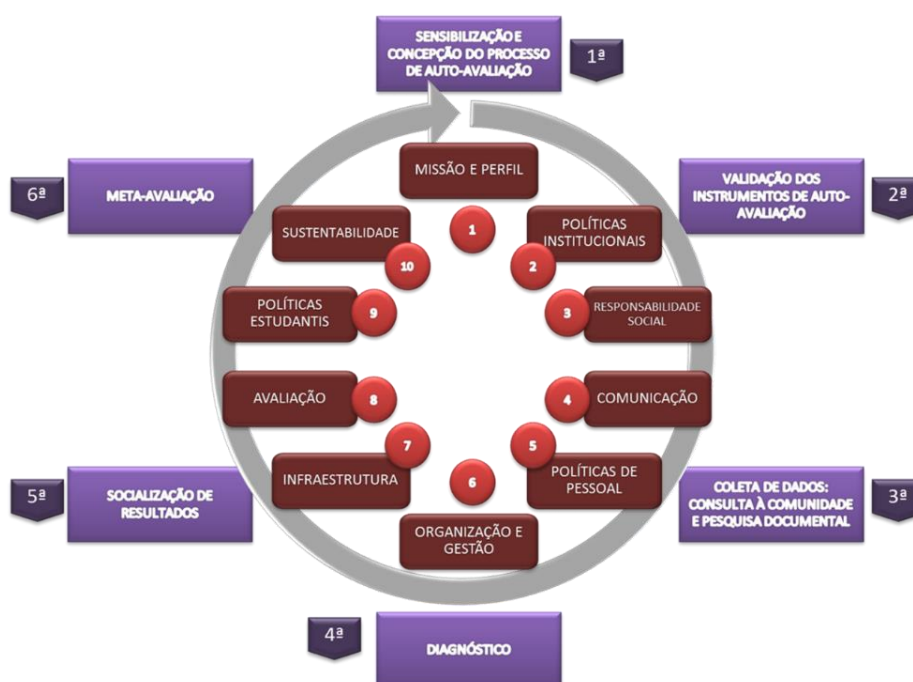 SENSIBILIZAÇÃO E
CONCEPÇÃO DO PROCESSO
DE AUTO-AVALIAÇÃO
1ª
6ª
META-AVALIAÇÃO
VALIDAÇÃO DOS
INSTRUMENTOS DE AUTO-
AVALIAÇÃO
2ª
MISSÃO E PERFIL
1
POLÍTICAS
INSTITUCIONAIS
2
RESPONSABILIDADE
SOCIAL
3
COMUNICAÇÃO
4
POLÍTICAS DE
PESSOAL
5
ORGANIZAÇÃO E
GESTÃO
6
INFRAESTRUTURA
7
AVALIAÇÃO
8
POLÍTICAS
ESTUDANTIS
9
SUSTENTABILIDADE
10
COLETA DE DADOS:
CONSULTA À COMUNIDADE
E PESQUISA DOCUMENTAL
3ª
4ª
DIAGNÓSTICO
5ª
SOCIALIZAÇÃO DE
RESULTADOS